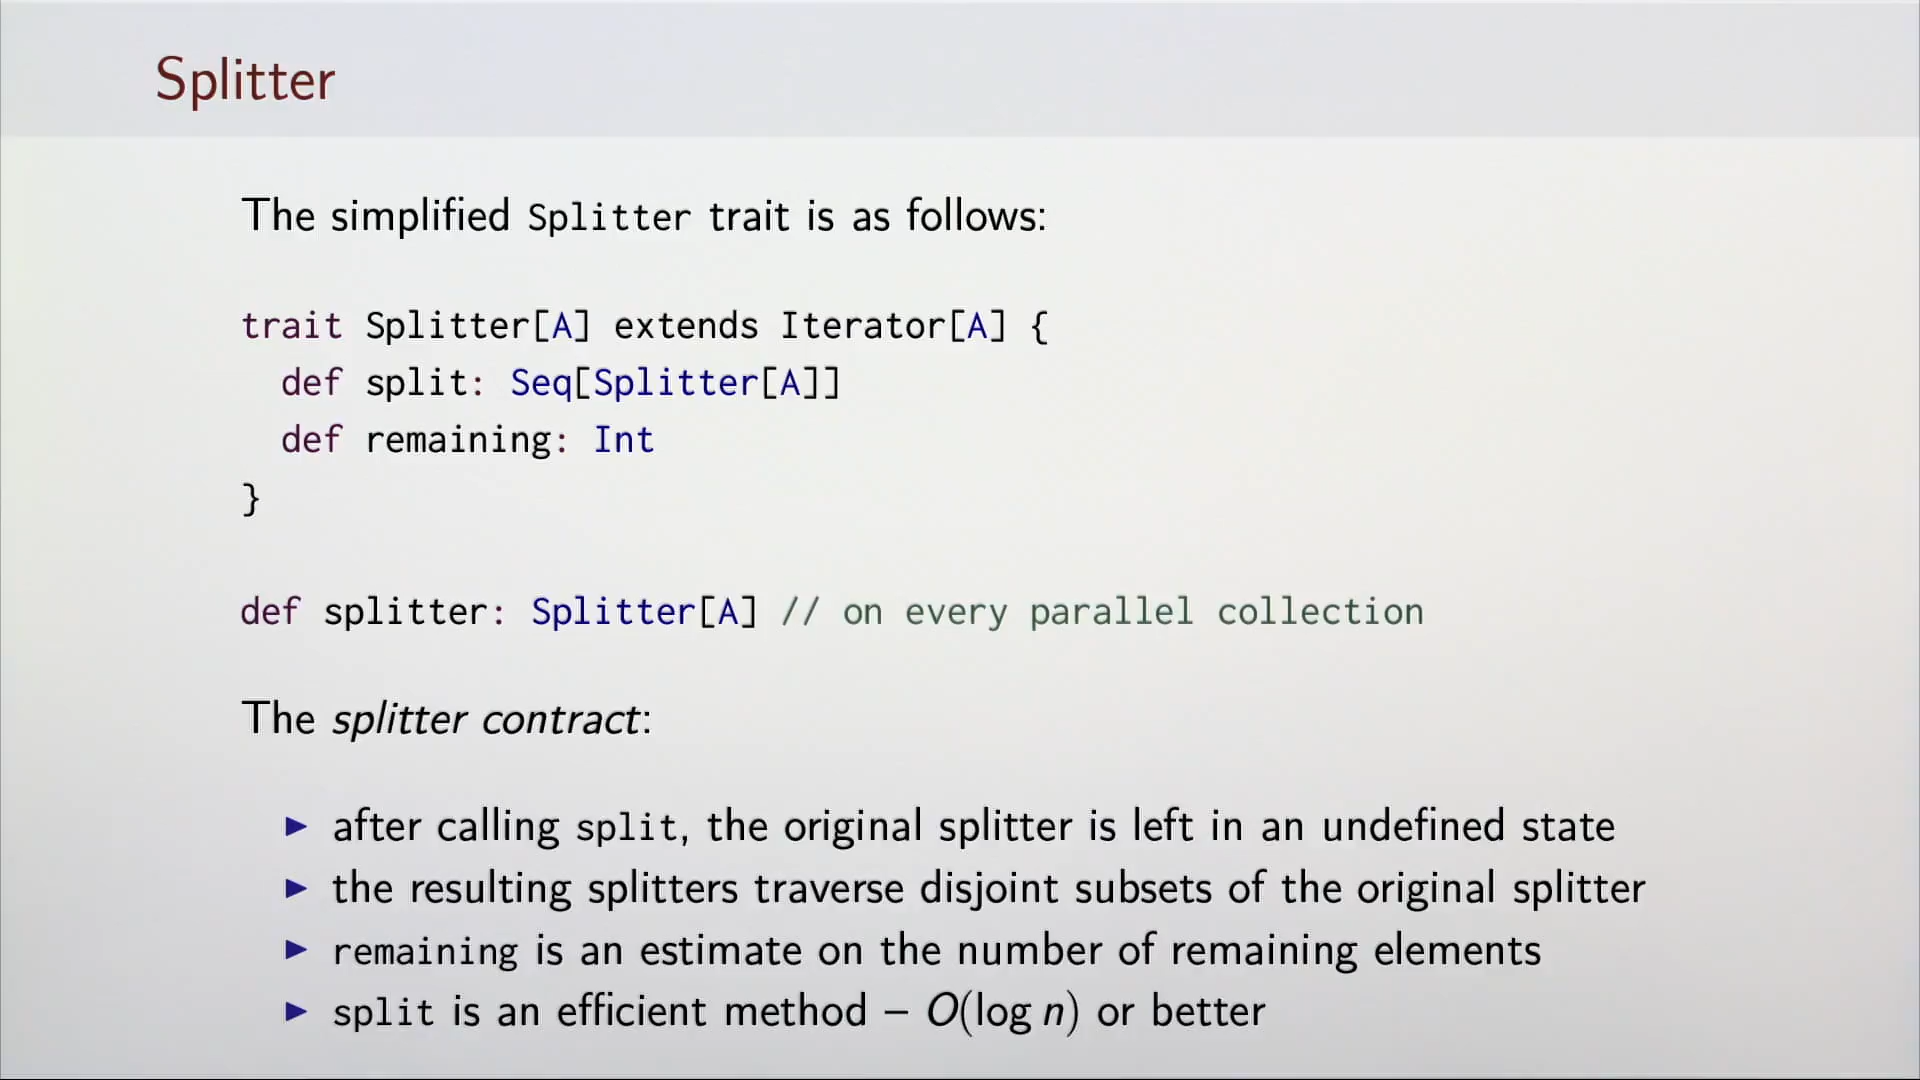 Splitter
The simplified Splitter trait is as follows:
trait Splitter[A] extends Iterator[A] {
def split: Seq[Splitter[A]]
def remaining: Int
}
def splitter: Splitter[A] // on every parallel collection
The splitter contract:
▶ after calling split, the original splitter is left in an undefined state
▶ the resulting splitters traverse disjoint subsets of the original splitter
▶ remaining is an estimate on the number of remaining elements
▶ split is an efficient method – O(log n) or better